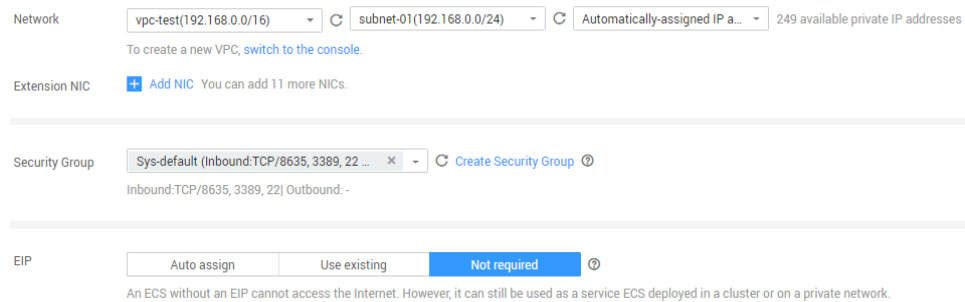 Network vpc-test(192.168.0.0/16) subnet-01(192.168.0.0/24) Automatically-assigned IP a... 249 available private IP addresses
To create a new VPC, switch to the console.
Extension NIC Add NIC You can add 11 more NICs.
Security Group Sys-default (Inbound:TCP/8635, 3389, 22 ... Create Security Group
Inbound:TCP/8635, 3389, 22| Outbound: -
EIP Auto assign Use existing Not required
An ECS without an EIP cannot access the Internet. However, it can still be used as a service ECS deployed in a cluster or on a private network.